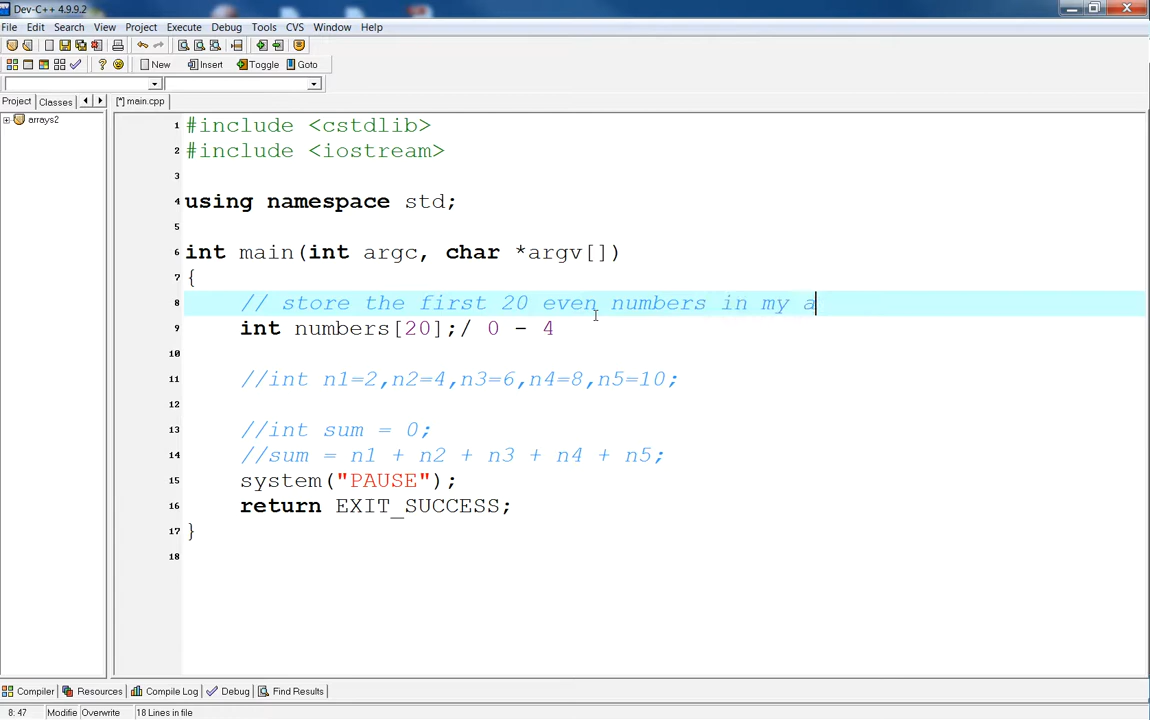 Dev-C++ 4.9.9.2
File Edit Search View Project Execute Debug Tools CVS Window Help
New Insert Toggle Goto
Project Classes [*] main.cpp
arrays2
1 #include <cstdlib>
2 #include <iostream>
3
4 using namespace std;
5
6 int main(int argc, char *argv[])
7 {
8 // store the first 20 even numbers in my a
9 int numbers[20];/ 0 - 4
10
11 //int n1=2,n2=4,n3=6,n4=8,n5=10;
12
13 //int sum = 0;
14 //sum = n1 + n2 + n3 + n4 + n5;
15 system("PAUSE");
16 return EXIT_SUCCESS;
17 }
18
Compiler Resources Compile Log Debug Find Results
8: 47 Modifie Overwrite 18 Lines in file